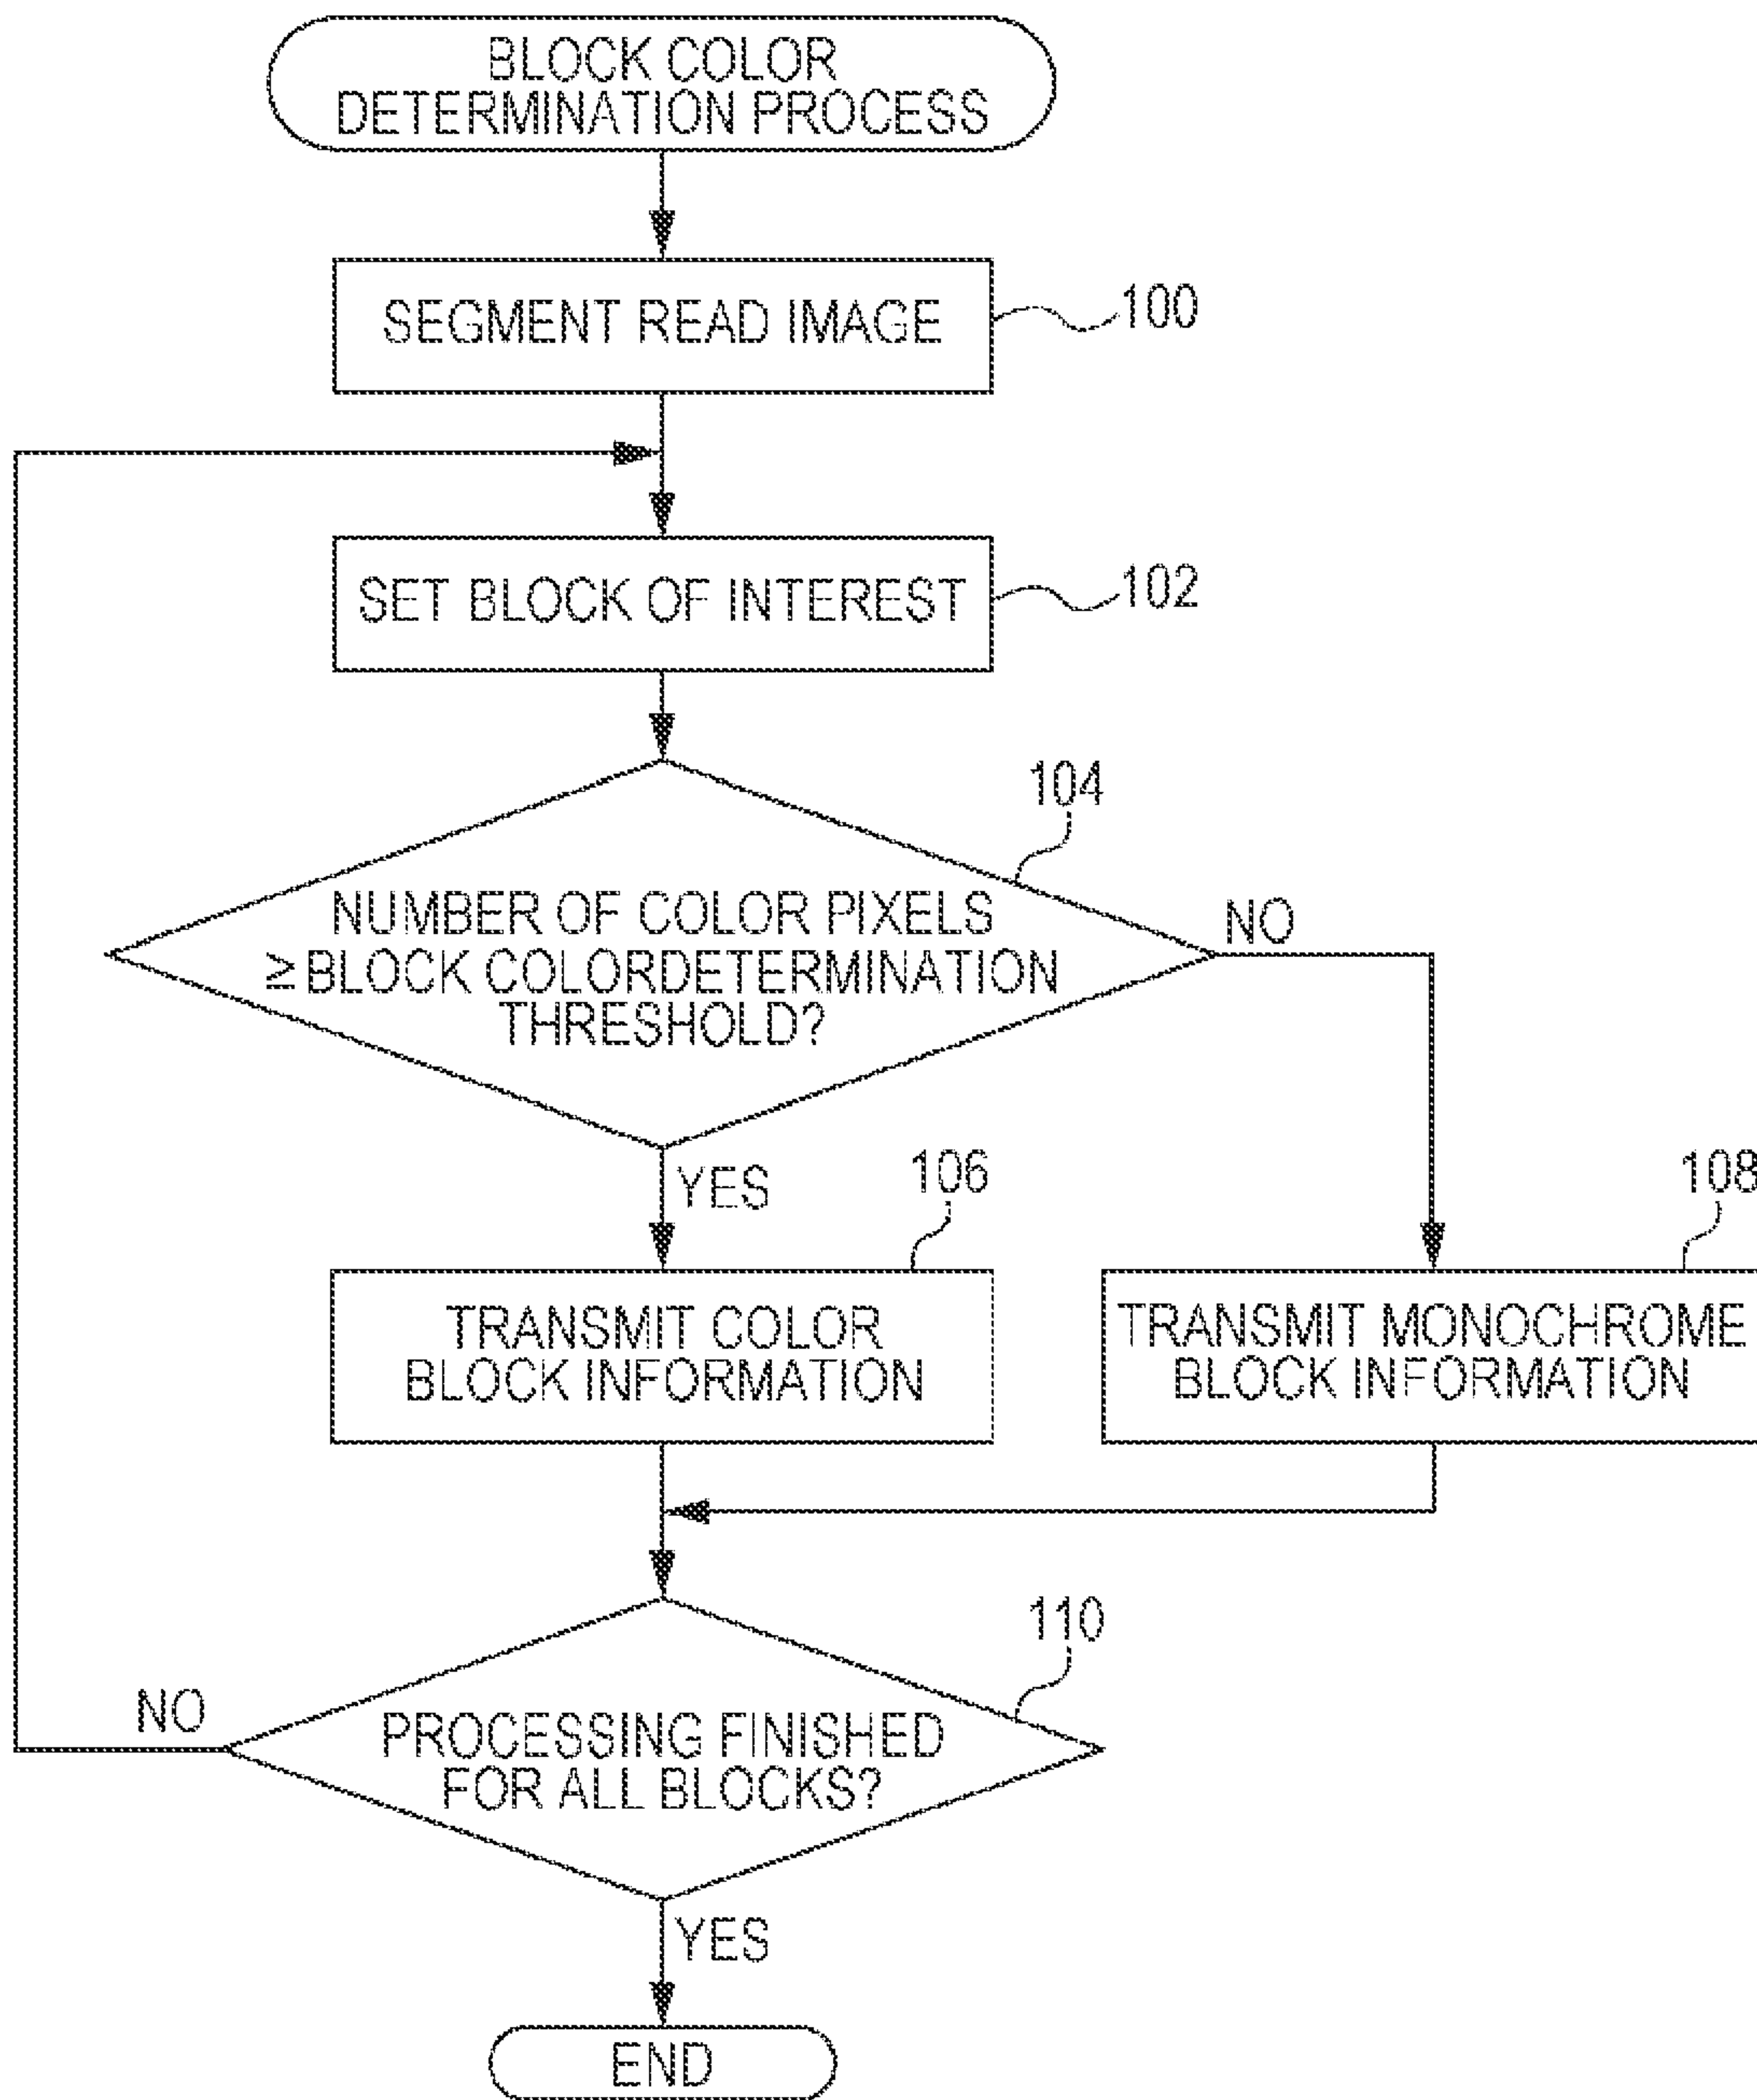 BLOCK COLOR
DETERMINATION PROCESS
SEGMENT READ IMAGE
100
SET BLOCK OF INTEREST
102
104
NUMBER OF COLOR PIXELS
≥ BLOCK COLORDETERMINATION
THRESHOLD?
NO
YES
106
108
TRANSMIT COLOR
BLOCK INFORMATION
TRANSMIT MONOCHROME
BLOCK INFORMATION
110
NO
PROCESSING FINISHED
FOR ALL BLOCKS?
YES
END